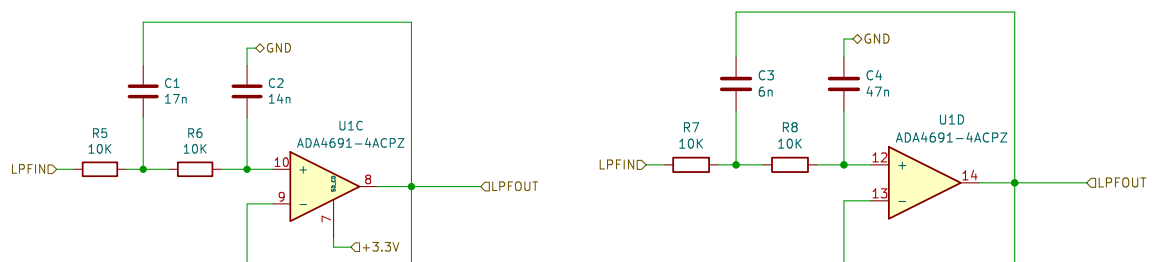 GND
C1
17n
C2
14n
R5
10K
R6
10K
U1C
ADA4691-4ACPZ
LPFIN
10
+
9
−
8
7
LPFOUT
+3.3V
GND
C3
6n
C4
47n
R7
10K
R8
10K
U1D
ADA4691-4ACPZ
LPFIN
12
+
13
−
14
LPFOUT